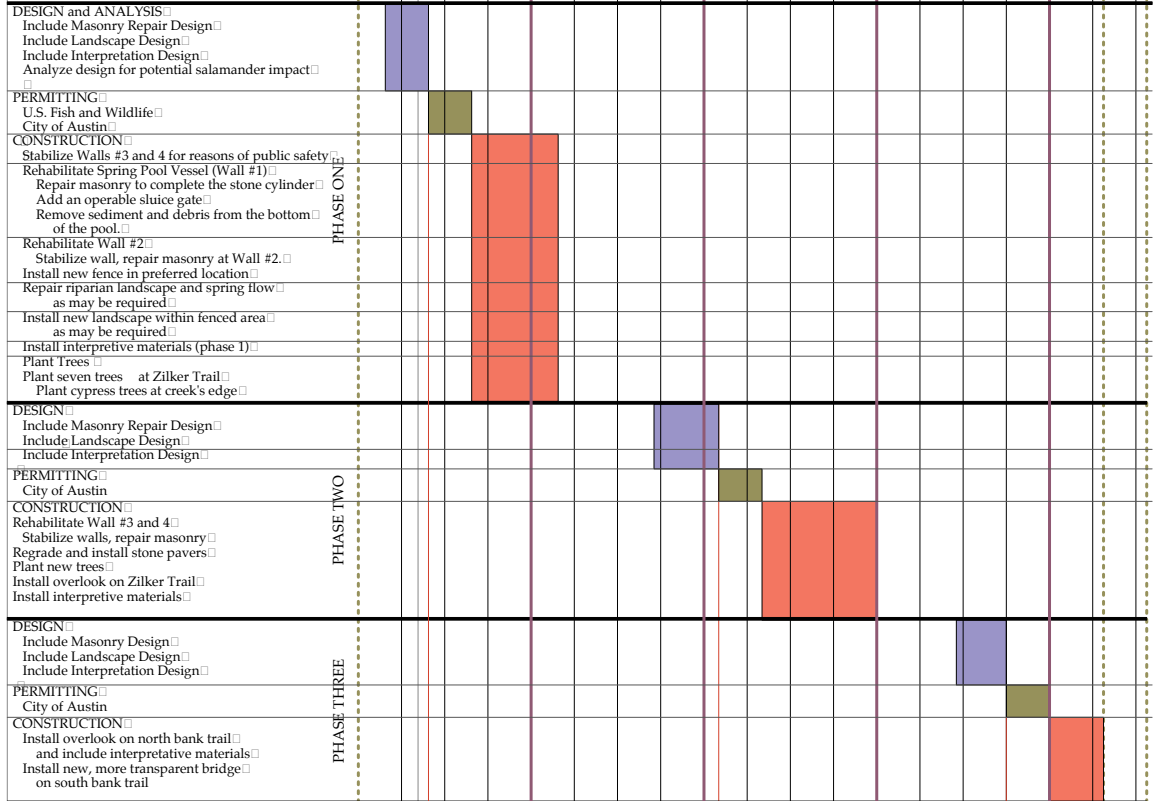 DESIGN and ANALYSIS
Include Masonry Repair Design
Include Landscape Design
Include Interpretation Design
Analyze design for potential salamander impact
PERMITTING
U.S. Fish and Wildlife
City of Austin
CONSTRUCTION
Stabilize Walls #3 and 4 for reasons of public safety
Rehabilitate Spring Pool Vessel (Wall #1)
Repair masonry to complete the stone cylinder
Add an operable sluice gate
Remove sediment and debris from the bottom
of the pool.
Rehabilitate Wall #2
Stabilize wall, repair masonry at Wall #2.
Install new fence in preferred location
Repair riparian landscape and spring flow
as may be required
Install new landscape within fenced area
as may be required
Install interpretive materials (phase 1)
Plant Trees
Plant seven trees at Zilker Trail
Plant cypress trees at creek's edge
PHASE ONE
DESIGN
Include Masonry Repair Design
Include Landscape Design
Include Interpretation Design
PERMITTING
City of Austin
CONSTRUCTION
Rehabilitate Wall #3 and 4
Stabilize walls, repair masonry
Regrade and install stone pavers
Plant new trees
Install overlook on Zilker Trail
Install interpretive materials
PHASE TWO
DESIGN
Include Masonry Design
Include Landscape Design
Include Interpretation Design
PERMITTING
City of Austin
CONSTRUCTION
Install overlook on north bank trail
and include interpretative materials
Install new, more transparent bridge
on south bank trail
PHASE THREE